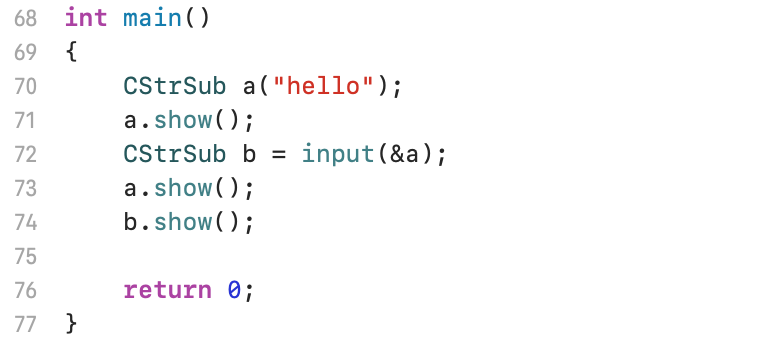 68 int main()
69 {
70     CStrSub a("hello");
71     a.show();
72     CStrSub b = input(&a);
73     a.show();
74     b.show();
75
76     return 0;
77 }